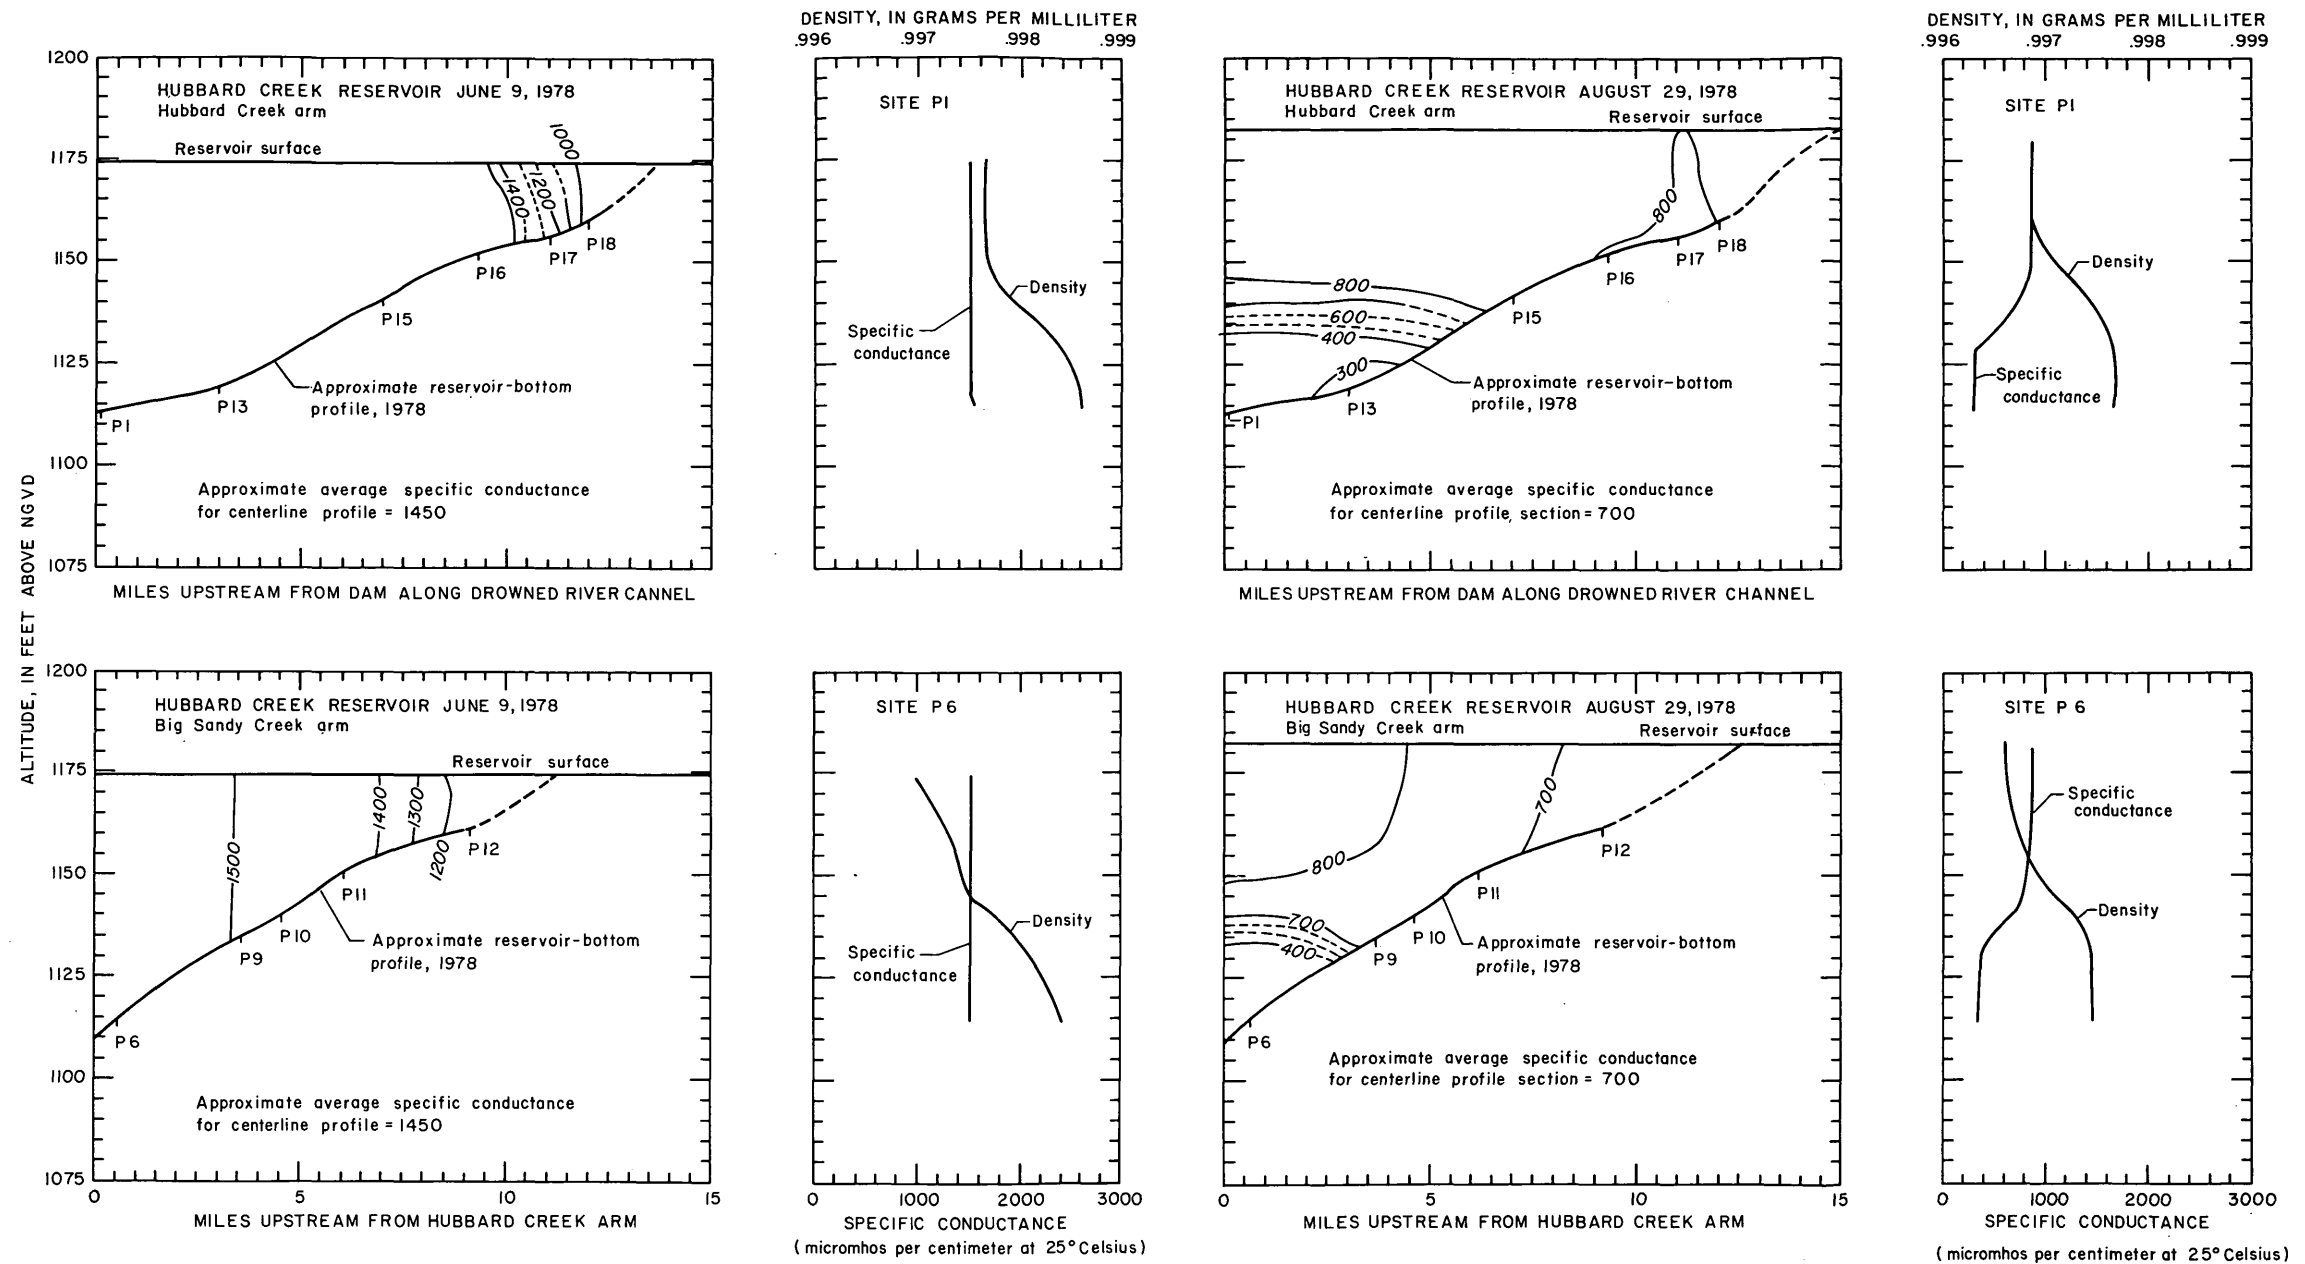 DENSITY, IN GRAMS PER MILLILITER
.996 .997 .998 .999
DENSITY, IN GRAMS PER MILLILITER
.996 .997 .998 .999
ALTITUDE, IN FEET ABOVE NGVD
1200
1175
1150
1125
1100
1075
HUBBARD CREEK RESERVOIR JUNE 9, 1978
Hubbard Creek arm
Reservoir surface
1000
1200
1400
P18
P17
P16
P15
P13
P1
Approximate reservoir-bottom
profile, 1978
Approximate average specific conductance
for centerline profile = 1450
MILES UPSTREAM FROM DAM ALONG DROWNED RIVER CANNEL
SITE P1
Density
Specific
conductance
HUBBARD CREEK RESERVOIR AUGUST 29, 1978
Hubbard Creek arm
Reservoir surface
800
800
600
400
300
P18
P17
P16
P15
P13
P1
Approximate reservoir-bottom
profile, 1978
Approximate average specific conductance
for centerline profile, section = 700
MILES UPSTREAM FROM DAM ALONG DROWNED RIVER CHANNEL
SITE P1
Density
Specific
conductance
1200
1175
1150
1125
1100
1075
HUBBARD CREEK RESERVOIR JUNE 9, 1978
Big Sandy Creek arm
Reservoir surface
1500
1400
1300
1200
P12
P11
P10
P9
P6
Approximate reservoir-bottom
profile, 1978
Approximate average specific conductance
for centerline profile = 1450
0 5 10 15
MILES UPSTREAM FROM HUBBARD CREEK ARM
SITE P6
Density
Specific
conductance
0 1000 2000 3000
SPECIFIC CONDUCTANCE
(micromhos per centimeter at 25° Celsius)
HUBBARD CREEK RESERVOIR AUGUST 29, 1978
Big Sandy Creek arm
Reservoir surface
800
700
700
400
P12
P11
P10
P9
P6
Approximate reservoir-bottom
profile, 1978
Approximate average specific conductance
for centerline profile section = 700
0 5 10 15
MILES UPSTREAM FROM HUBBARD CREEK ARM
SITE P 6
Specific
conductance
Density
0 1000 2000 3000
SPECIFIC CONDUCTANCE
(micromhos per centimeter at 25° Celsius)